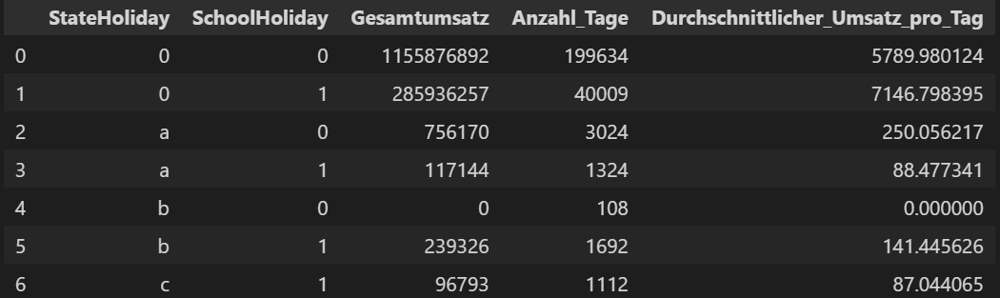 StateHoliday SchoolHoliday Gesamtumsatz Anzahl_Tage Durchschnittlicher_Umsatz_pro_Tag
0 0 0 1155876892 199634 5789.980124
1 0 1 285936257 40009 7146.798395
2 a 0 756170 3024 250.056217
3 a 1 117144 1324 88.477341
4 b 0 0 108 0.000000
5 b 1 239326 1692 141.445626
6 c 1 96793 1112 87.044065